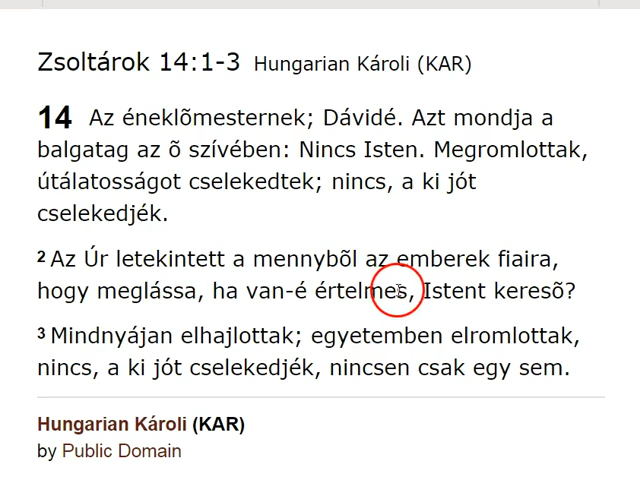 Zsoltárok 14:1-3 Hungarian Károli (KAR)
14 Az éneklõmesternek; Dávidé. Azt mondja a
balgatag az õ szívében: Nincs Isten. Megromlottak,
útálatosságot cselekedtek; nincs, a ki jót
cselekedjék.
2 Az Úr letekintett a mennybõl az emberek fiaira,
hogy meglássa, ha van-é értelmes, Istent keresõ?
3 Mindnyájan elhajlottak; egyetemben elromlottak,
nincs, a ki jót cselekedjék, nincsen csak egy sem.
Hungarian Károli (KAR)
by Public Domain